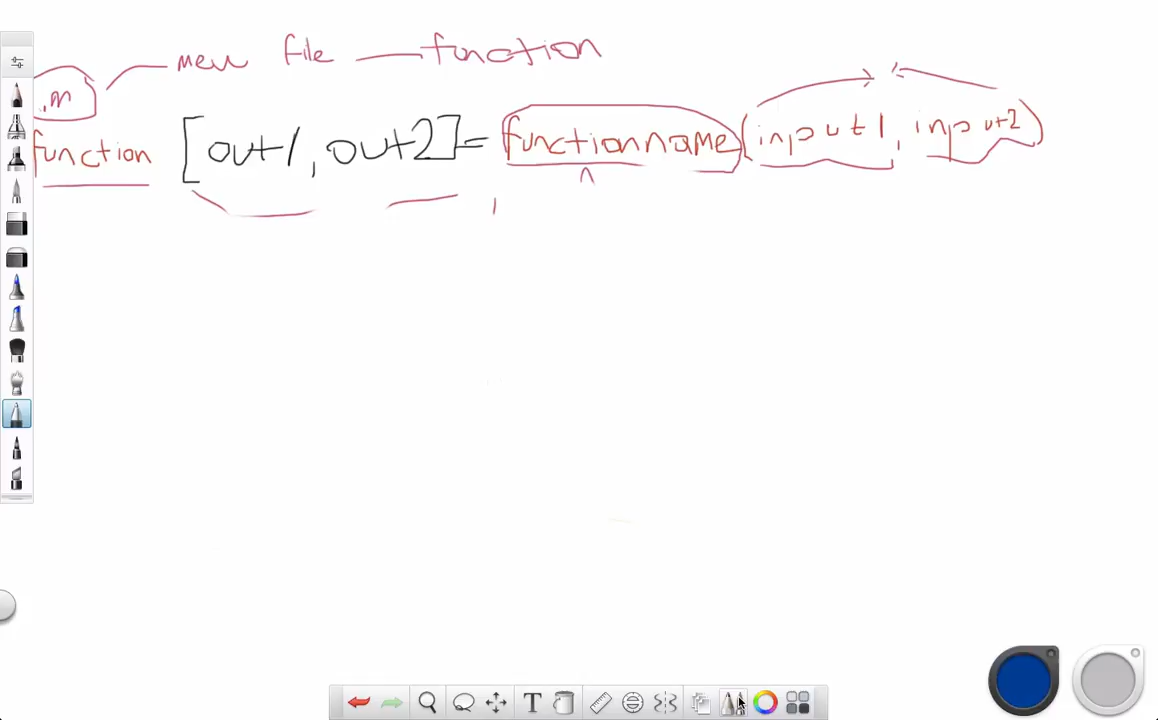 new file — function
.m
function [out1, out2] = functionname(input1, input2)
T